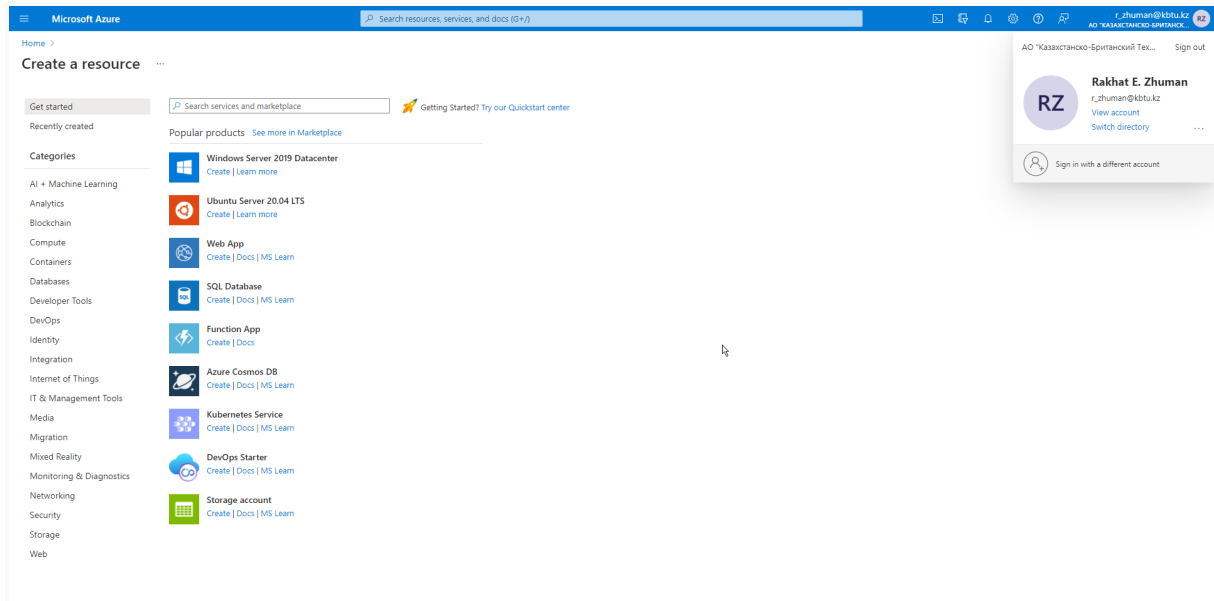 Microsoft Azure
Search resources, services, and docs (G+/)
r_zhuman@kbtu.kz
АО "КАЗАХСТАНСКО-БРИТАНСК...
RZ
Home >
Create a resource ...
АО "Казахстанско-Британский Тех... Sign out
RZ
Rakhat E. Zhuman
r_zhuman@kbtu.kz
View account
Switch directory ...
Sign in with a different account
Get started
Recently created
Categories
AI + Machine Learning
Analytics
Blockchain
Compute
Containers
Databases
Developer Tools
DevOps
Identity
Integration
Internet of Things
IT & Management Tools
Media
Migration
Mixed Reality
Monitoring & Diagnostics
Networking
Security
Storage
Web
Search services and marketplace
Getting Started? Try our Quickstart center
Popular products See more in Marketplace
Windows Server 2019 Datacenter
Create | Learn more
Ubuntu Server 20.04 LTS
Create | Learn more
Web App
Create | Docs | MS Learn
SQL
SQL Database
Create | Docs | MS Learn
Function App
Create | Docs
Azure Cosmos DB
Create | Docs | MS Learn
Kubernetes Service
Create | Docs | MS Learn
DevOps Starter
Create | Docs | MS Learn
Storage account
Create | Docs | MS Learn